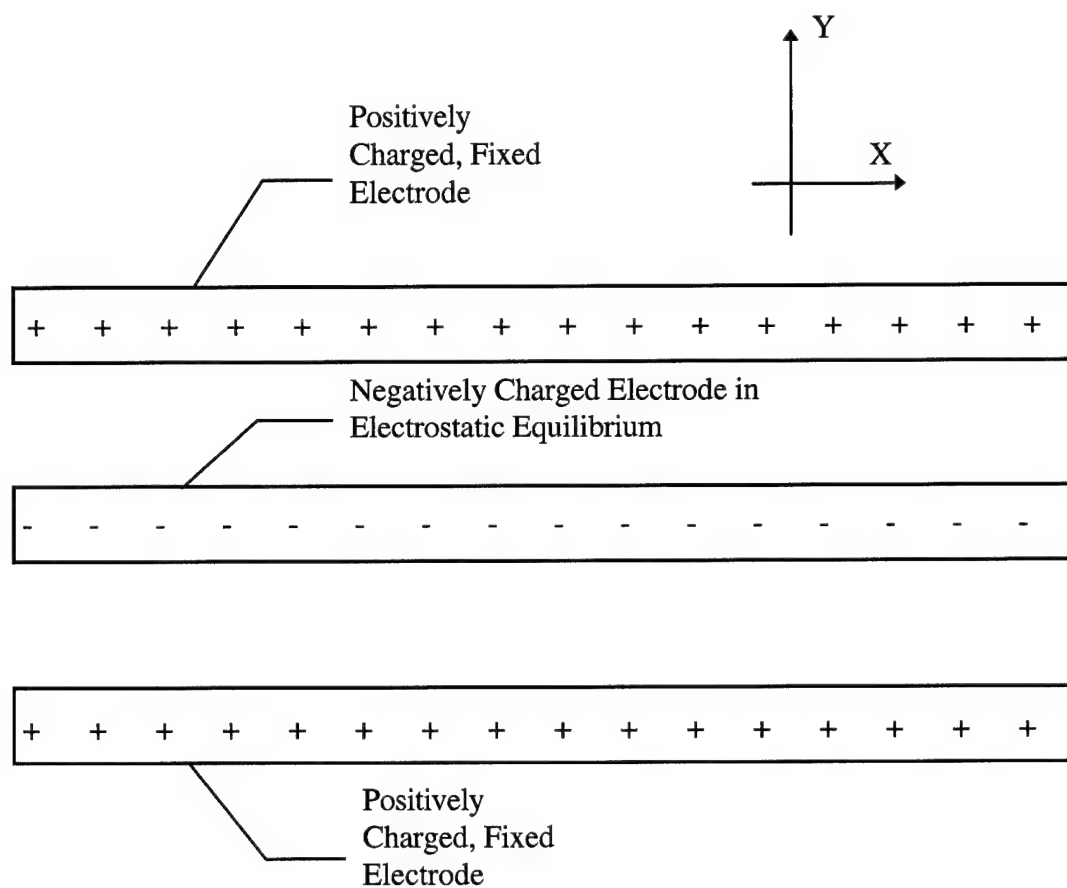 Y
Positively
Charged, Fixed
Electrode
X
+ + + + + + + + + + + + + + + +
Negatively Charged Electrode in
Electrostatic Equilibrium
- - - - - - - - - - - - - - - -
+ + + + + + + + + + + + + + + +
Positively
Charged, Fixed
Electrode